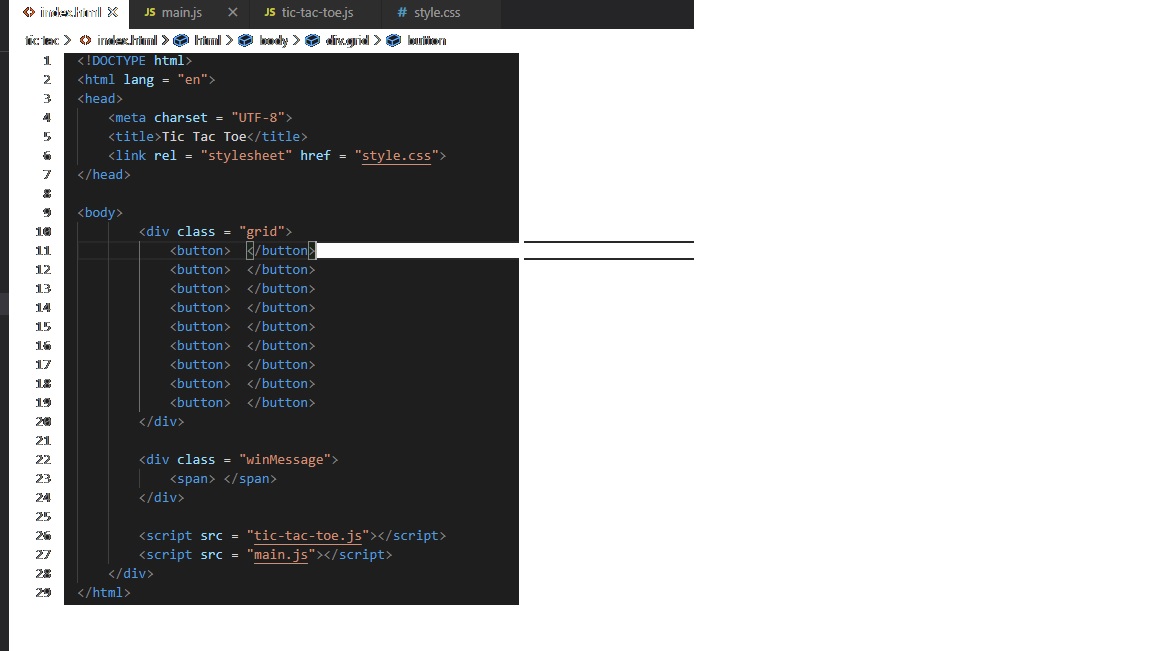 index.html JS main.js JS tic-tac-toe.js # style.css
tic tac > index.html > html > body > div.grid > button
1 <!DOCTYPE html>
2 <html lang = "en">
3 <head>
4 <meta charset = "UTF-8">
5 <title>Tic Tac Toe</title>
6 <link rel = "stylesheet" href = "style.css">
7 </head>
8
9 <body>
10 <div class = "grid">
11 <button> </button>
12 <button> </button>
13 <button> </button>
14 <button> </button>
15 <button> </button>
16 <button> </button>
17 <button> </button>
18 <button> </button>
19 <button> </button>
20 </div>
21
22 <div class = "winMessage">
23 <span> </span>
24 </div>
25
26 <script src = "tic-tac-toe.js"></script>
27 <script src = "main.js"></script>
28 </div>
29 </html>